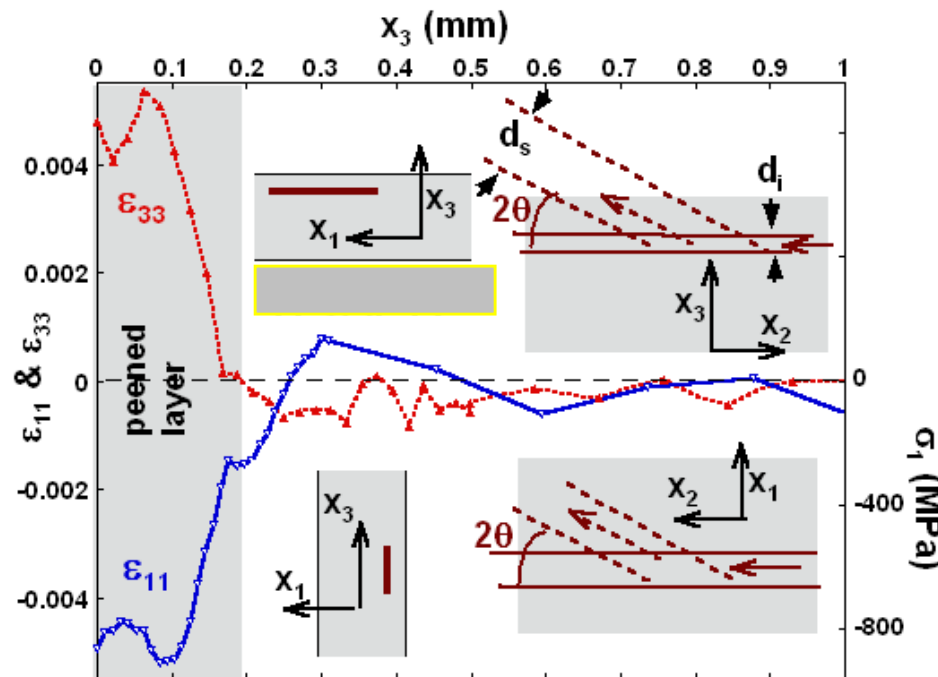 x₃ (mm)
0 0.1 0.2 0.3 0.4 0.5 0.6 0.7 0.8 0.9 1
0.004
0.002
0
-0.002
-0.004
ε₁₁ & ε₃₃
ε₃₃
ε₁₁
peened
layer
X₃
X₁
dₛ
dᵢ
2θ
X₃
X₂
X₃
X₁
2θ
X₂
X₁
0
-400
-800
σ₁ (MPa)